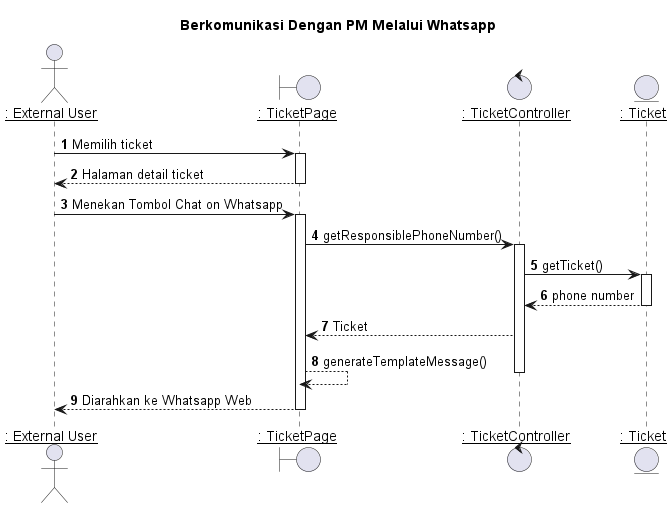 Berkomunikasi Dengan PM Melalui Whatsapp
: External User
: TicketPage
: TicketController
: Ticket
1 Memilih ticket
2 Halaman detail ticket
3 Menekan Tombol Chat on Whatsapp
4 getResponsiblePhoneNumber()
5 getTicket()
6 phone number
7 Ticket
8 generateTemplateMessage()
9 Diarahkan ke Whatsapp Web
: External User
: TicketPage
: TicketController
: Ticket